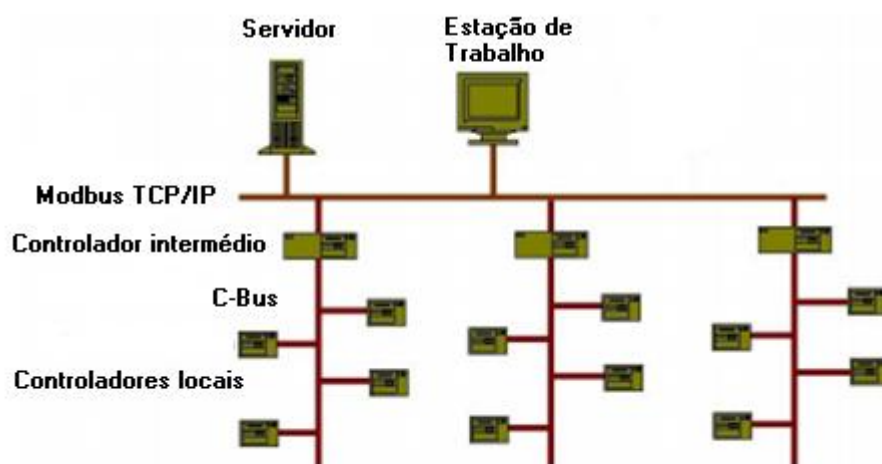 Servidor
Estação de
Trabalho
Modbus TCP/IP
Controlador intermédio
C-Bus
Controladores locais